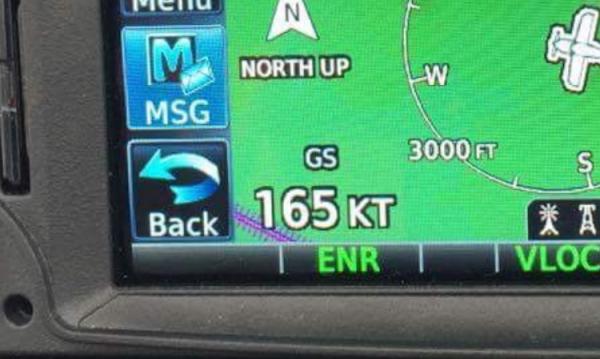 Menu
N
NORTH UP
W
MSG
GS
3000 FT
S
165 KT
Back
ENR
VLOC